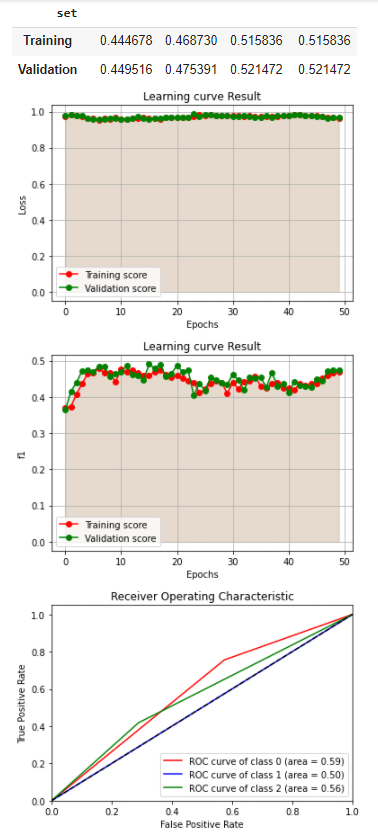 set
Training 0.444678 0.468730 0.515836 0.515836
Validation 0.449516 0.475391 0.521472 0.521472
Learning curve Result
1.0
0.8
0.6
0.4
0.2
0.0
Loss
Training score
Validation score
0 10 20 30 40 50
Epochs
Learning curve Result
0.5
0.4
0.3
0.2
0.1
0.0
f1
Training score
Validation score
0 10 20 30 40 50
Epochs
Receiver Operating Characteristic
1.0
0.8
0.6
0.4
0.2
0.0
True Positive Rate
ROC curve of class 0 (area = 0.59)
ROC curve of class 1 (area = 0.50)
ROC curve of class 2 (area = 0.56)
0.0 0.2 0.4 0.6 0.8 1.0
False Positive Rate